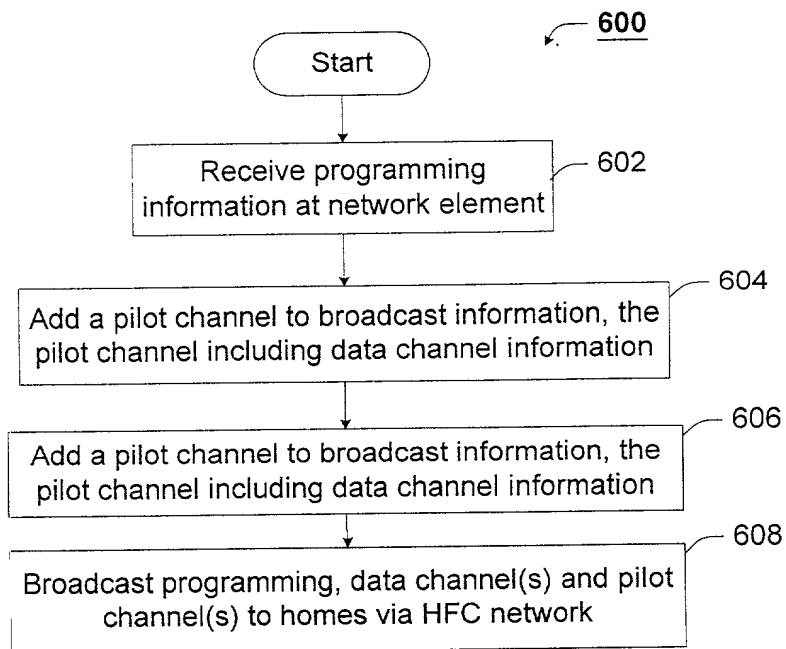 600
Start
Receive programming
information at network element
602
604
Add a pilot channel to broadcast information, the
pilot channel including data channel information
606
Add a pilot channel to broadcast information, the
pilot channel including data channel information
608
Broadcast programming, data channel(s) and pilot
channel(s) to homes via HFC network